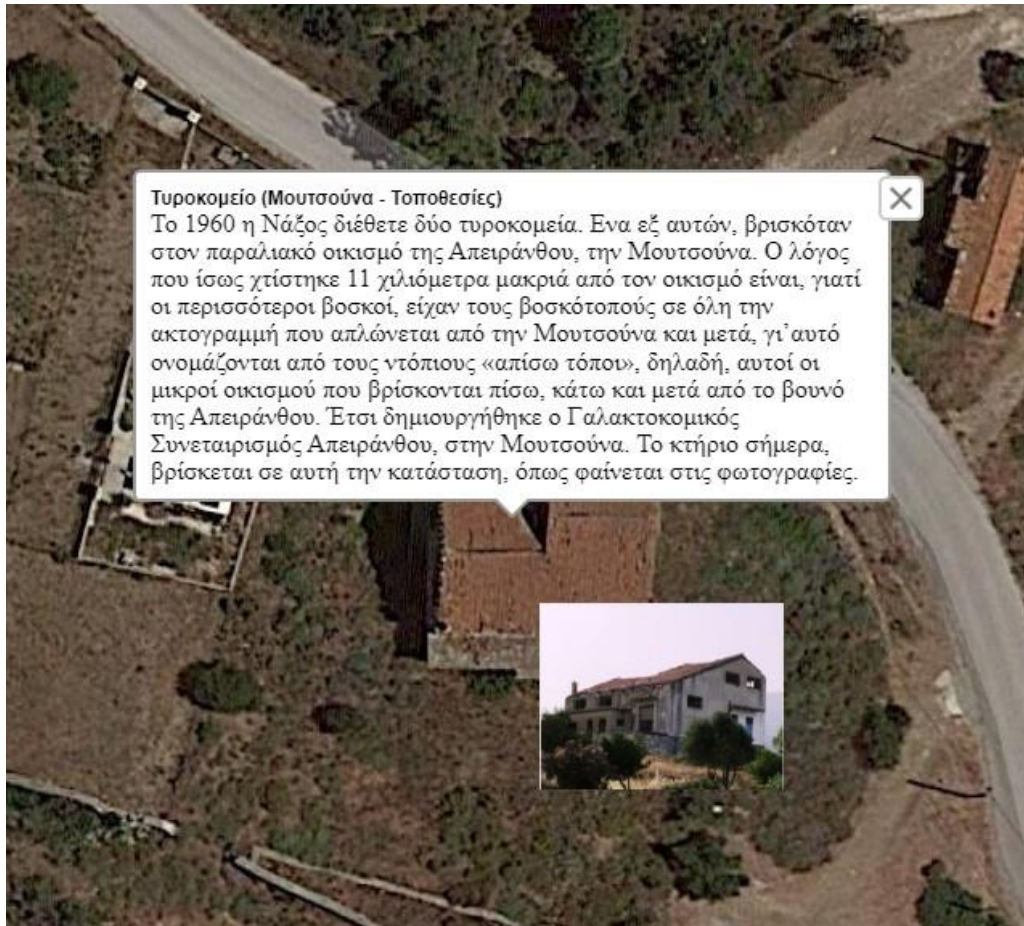 Τυροκομείο (Μουτσούνα - Τοποθεσίες)
Το 1960 η Νάξος διέθετε δύο τυροκομεία. Ενα εξ αυτών, βρισκόταν
στον παραλιακό οικισμό της Απειράνθου, την Μουτσούνα. Ο λόγος
που ίσως χτίστηκε 11 χιλιόμετρα μακριά από τον οικισμό είναι, γιατί
οι περισσότεροι βοσκοί, είχαν τους βοσκότοπούς σε όλη την
ακτογραμμή που απλώνεται από την Μουτσούνα και μετά, γι’αυτό
ονομάζονται από τους ντόπιους «απίσω τόποι», δηλαδή, αυτοί οι
μικροί οικισμού που βρίσκονται πίσω, κάτω και μετά από το βουνό
της Απειράνθου. Έτσι δημιουργήθηκε ο Γαλακτοκομικός
Συνεταιρισμός Απειράνθου, στην Μουτσούνα. Το κτήριο σήμερα,
βρίσκεται σε αυτή την κατάσταση, όπως φαίνεται στις φωτογραφίες.